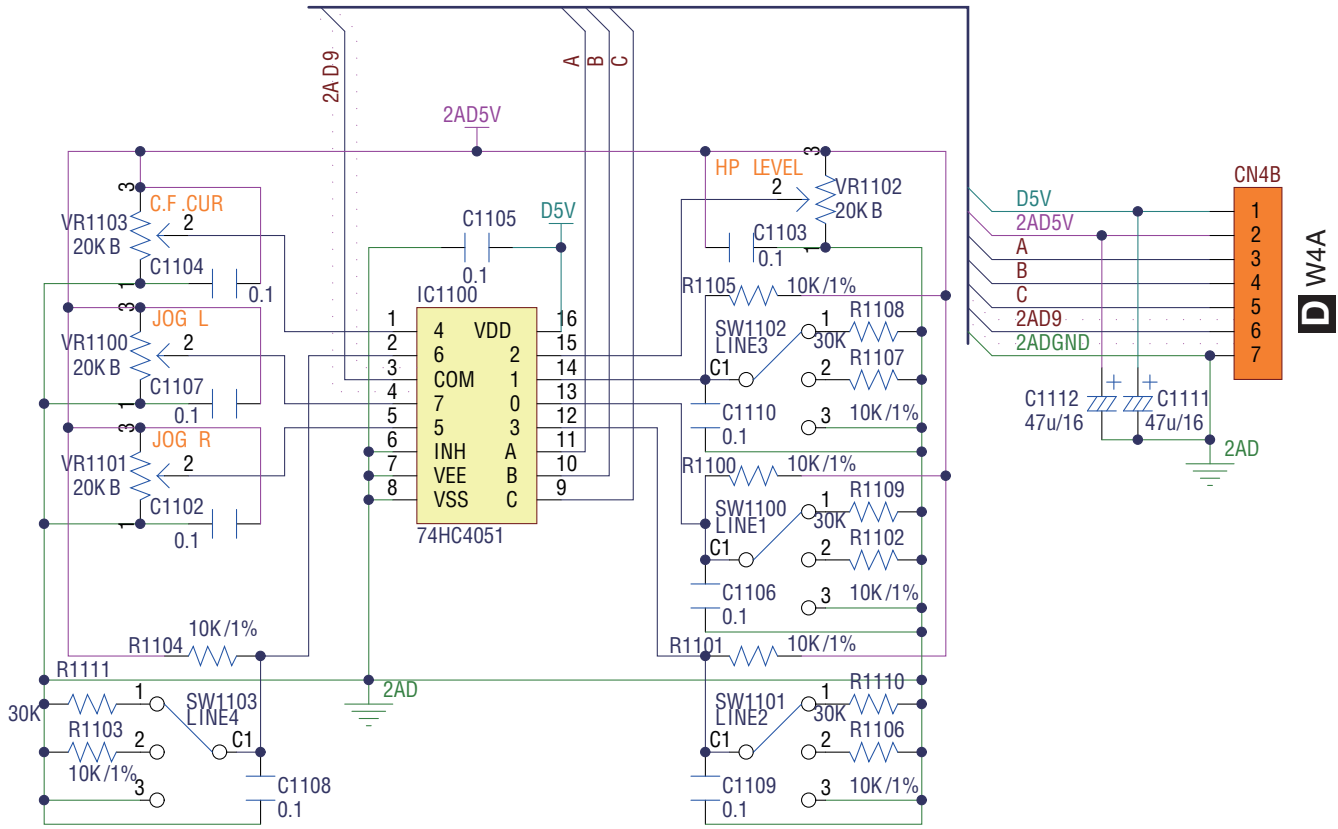 2AD9
A
B
C
2AD5V
3
C.F.CUR
VR1103
20K B
2
1
C1104
0.1
3
JOG L
VR1100
20K B
2
1
C1107
0.1
3
JOG R
VR1101
20K B
2
1
C1102
0.1
C1105
0.1
D5V
IC1100
1 4 VDD 16
2 6 2 15
3 COM 1 14
4 7 0 13
5 5 3 12
6 INH A 11
7 VEE B 10
8 VSS C 9
74HC4051
HP LEVEL
3
2
VR1102
20K B
1
C1103
0.1
R1105 10K/1%
SW1102
LINE3
1 R1108
30K
C1
2 R1107
C1110
0.1
3 10K/1%
R1100 10K/1%
SW1100
LINE1
1 R1109
30K
C1
2 R1102
C1106
0.1
3 10K/1%
R1101 10K/1%
SW1101
LINE2
1 R1110
30K
C1
2 R1106
C1109
0.1
3 10K/1%
R1104 10K/1%
R1111
30K
1
SW1103
LINE4
R1103
10K/1%
2
C1
3
C1108
0.1
2AD
CN4B
D5V 1
2AD5V 2
A 3
B 4
C 5
2AD9 6
2ADGND 7
C1112
47u/16
+
C1111
47u/16
+
2AD
D W4A